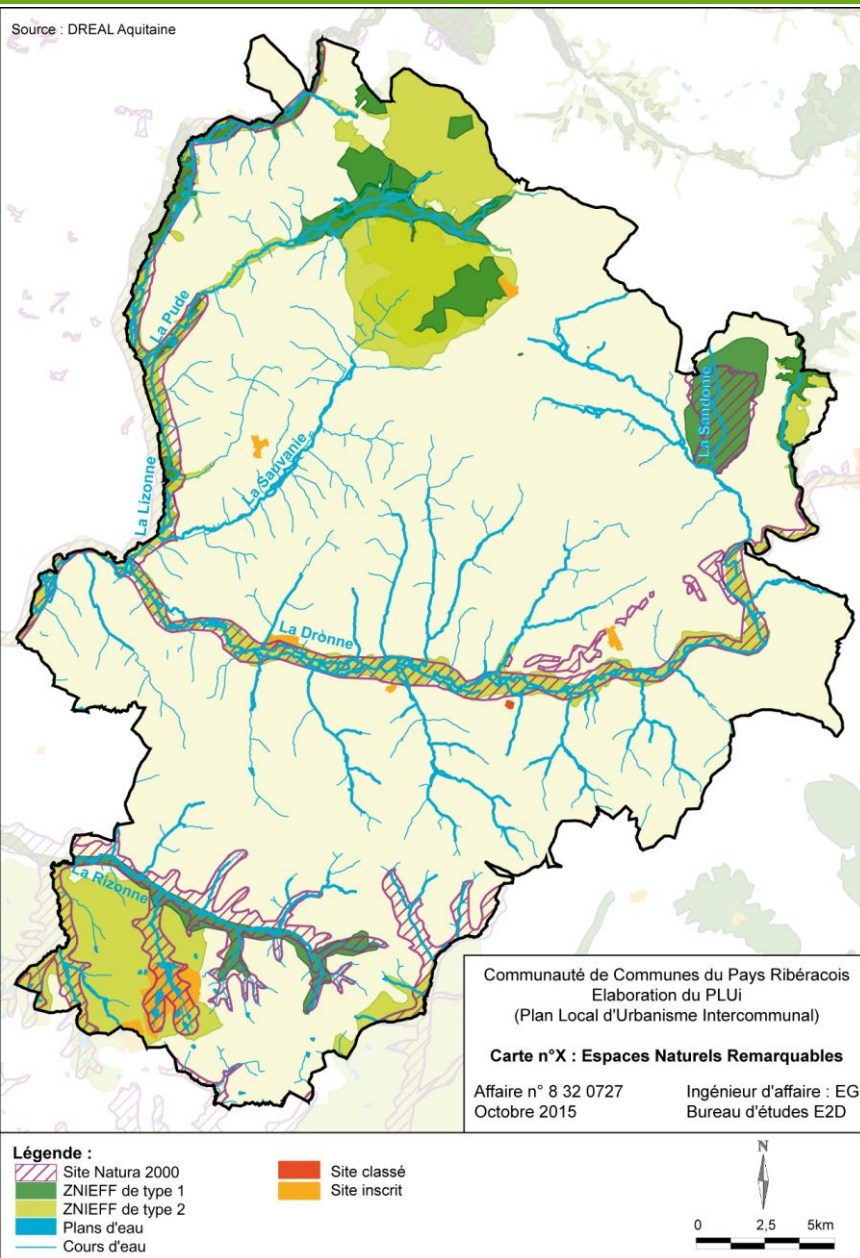 Source : DREAL Aquitaine
La Pude
La Sandonie
La Lizonne
La Sauvanie
La Dronne
La Rizonne
Communauté de Communes du Pays Ribéracois
Elaboration du PLUi
(Plan Local d'Urbanisme Intercommunal)
Carte n°X : Espaces Naturels Remarquables
Affaire n° 8 32 0727
Ingénieur d'affaire : EG
Octobre 2015
Bureau d'études E2D
Légende :
Site Natura 2000
ZNIEFF de type 1
ZNIEFF de type 2
Plans d'eau
Cours d'eau
Site classé
Site inscrit
N
0 2,5 5km